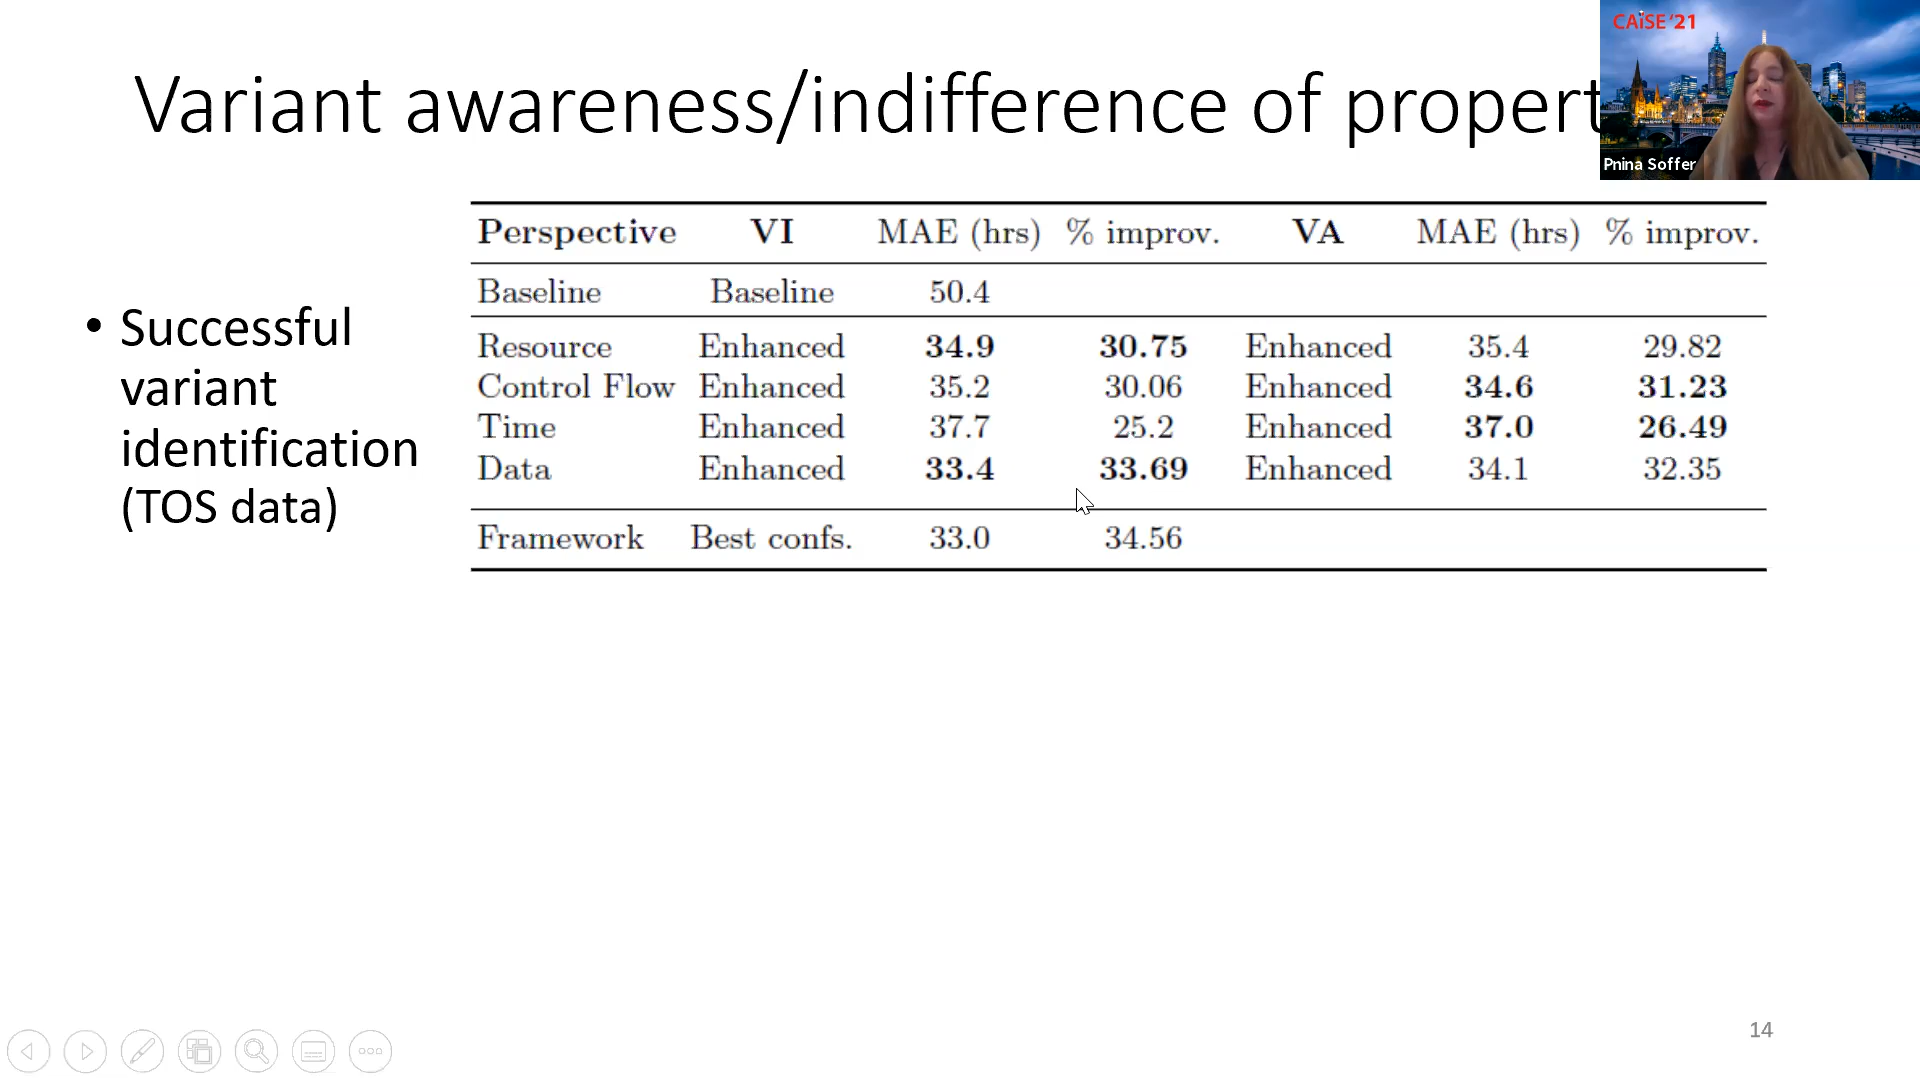 CAiSE '21
Variant awareness/indifference of propert
Pnina Soffer
• Successful
variant
identification
(TOS data)
Perspective VI MAE (hrs) % improv. VA MAE (hrs) % improv.
Baseline Baseline 50.4
Resource Enhanced 34.9 30.75 Enhanced 35.4 29.82
Control Flow Enhanced 35.2 30.06 Enhanced 34.6 31.23
Time Enhanced 37.7 25.2 Enhanced 37.0 26.49
Data Enhanced 33.4 33.69 Enhanced 34.1 32.35
Framework Best confs. 33.0 34.56
14